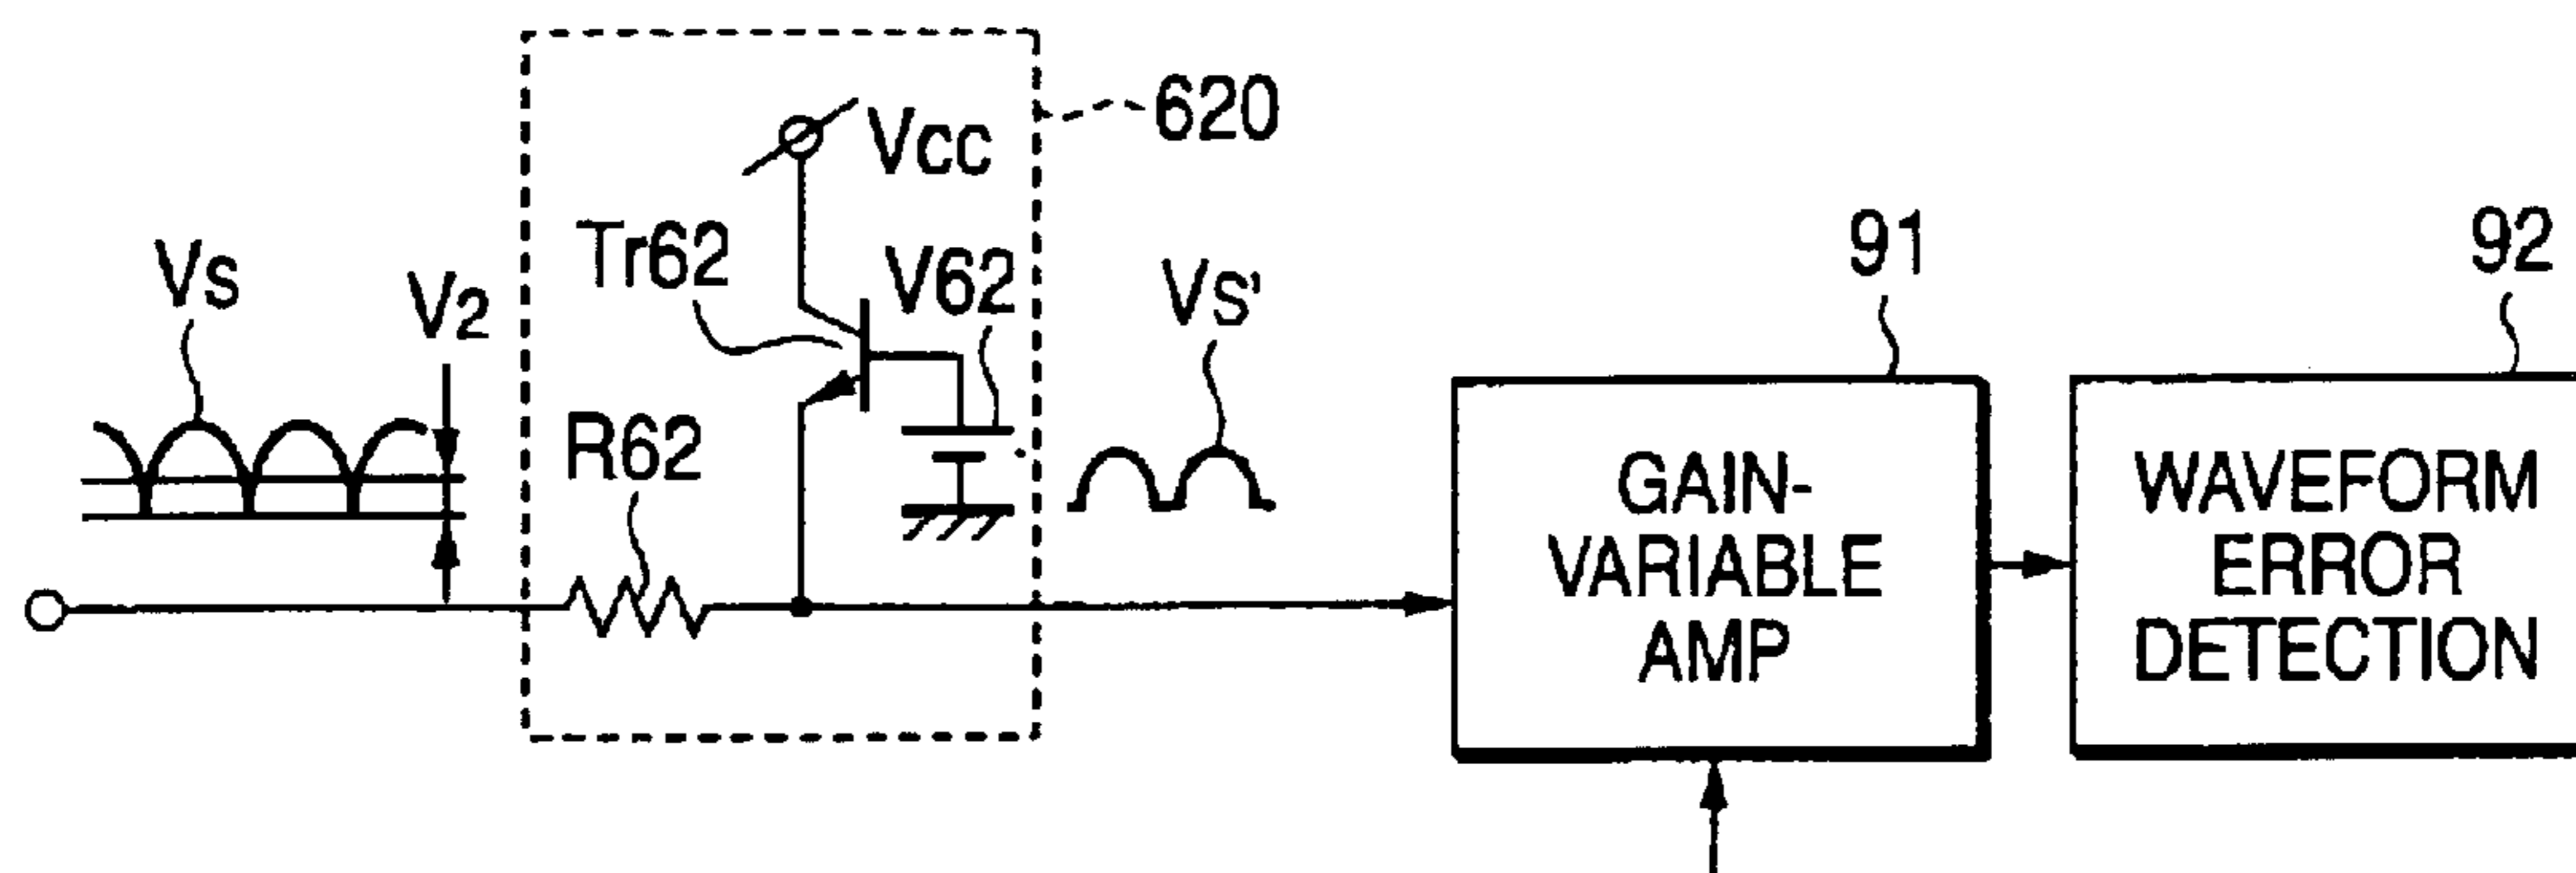 620
Vcc
Tr62
V62
Vs
V2
R62
Vs'
91
92
GAIN-
VARIABLE
AMP
WAVEFORM
ERROR
DETECTION